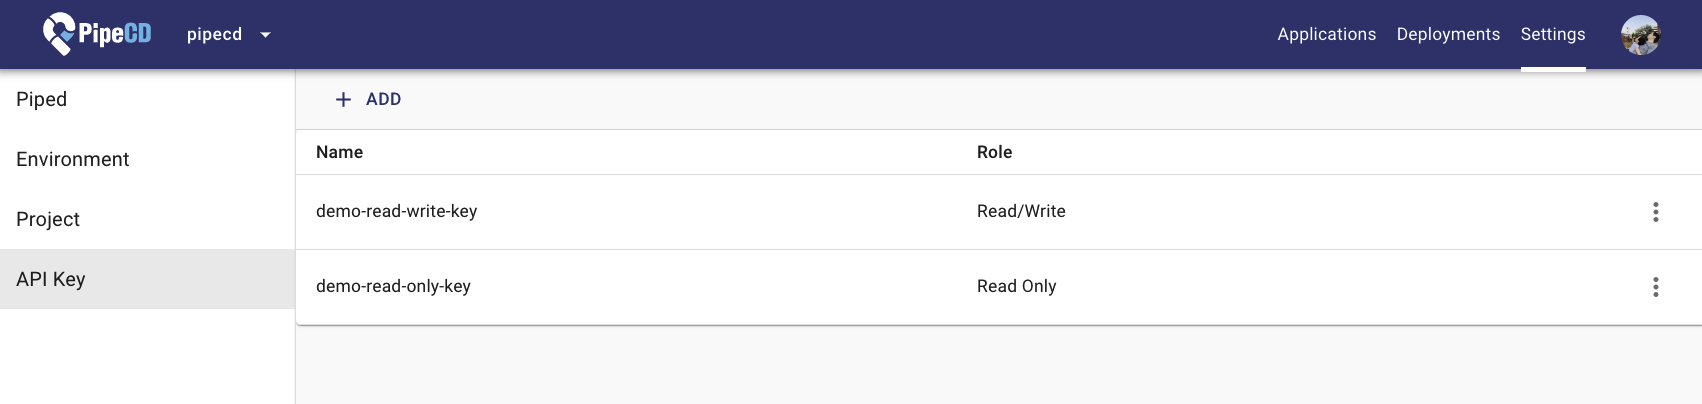 PipeCD pipecd Applications Deployments Settings
Piped
Environment
Project
API Key
+ ADD
Name Role
demo-read-write-key Read/Write
demo-read-only-key Read Only